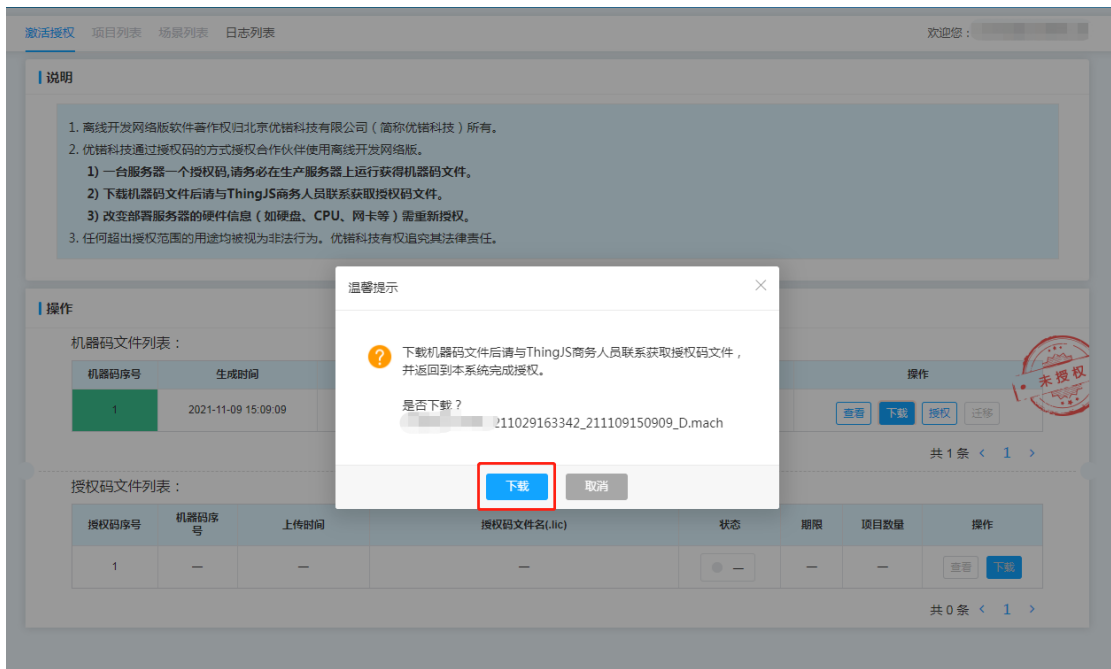 激活授权 项目列表 场景列表 日志列表 欢迎您：
说明
1. 离线开发网络版软件著作权归北京优锘科技有限公司（简称优锘科技）所有。
2. 优锘科技通过授权码的方式授权合作伙伴使用离线开发网络版。
1) 一台服务器一个授权码,请务必在生产服务器上运行获得机器码文件。
2) 下载机器码文件后请与ThingJS商务人员联系获取授权码文件。
3) 改变部署服务器的硬件信息（如硬盘、CPU、网卡等）需重新授权。
3. 任何超出授权范围的用途均被视为非法行为。优锘科技有权追究其法律责任。
操作
机器码文件列表：
机器码序号 生成时间 操作
1 2021-11-09 15:09:09 查看 下载 授权 迁移
未授权
共 1 条 < 1 >
温馨提示
下载机器码文件后请与ThingJS商务人员联系获取授权码文件，
并返回到本系统完成授权。
是否下载？
211029163342_211109150909_D.mach
下载 取消
授权码文件列表：
授权码序号 机器码序号 上传时间 授权码文件名(.lic) 状态 期限 项目数量 操作
1 — — — — — — 查看 下载
共 0 条 < 1 >